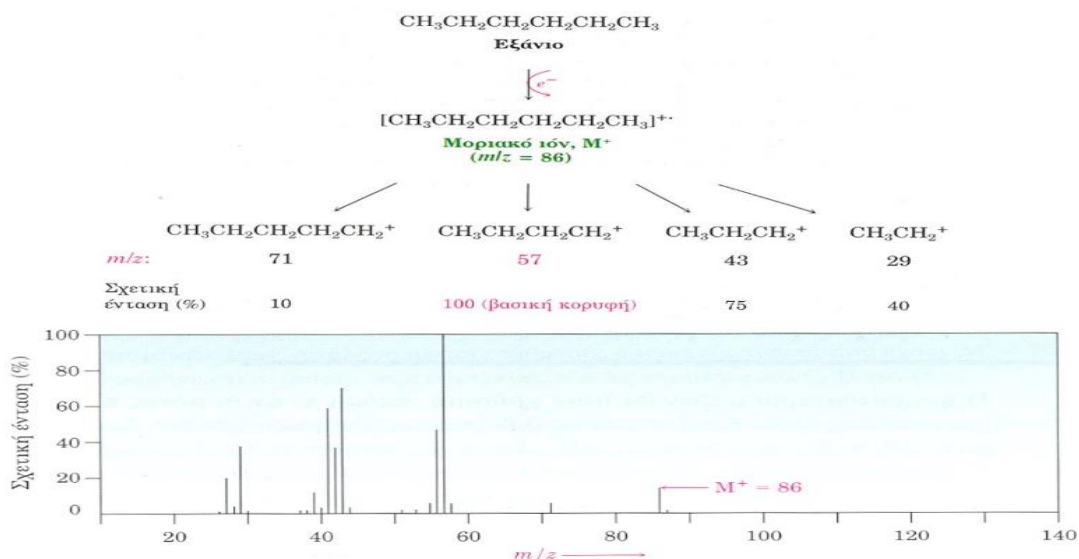 CH₃CH₂CH₂CH₂CH₂CH₃
Εξάνιο
e⁻
[CH₃CH₂CH₂CH₂CH₂CH₃]⁺·
Μοριακό ιόν, M⁺
(m/z = 86)
CH₃CH₂CH₂CH₂CH₂⁺ CH₃CH₂CH₂CH₂⁺ CH₃CH₂CH₂⁺ CH₃CH₂⁺
m/z: 71 57 43 29
Σχετική
ένταση (%) 10 100 (βασική κορυφή) 75 40
Σχετική ένταση (%)
100
80
60
40
20
0
M⁺ = 86
20 40 60 80 100 120 140
m/z